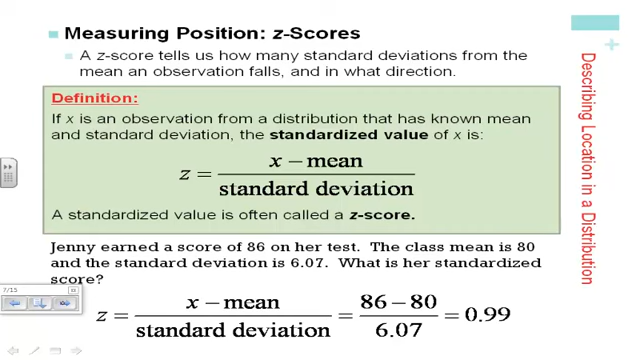 Measuring Position: z-Scores
A z-score tells us how many standard deviations from the
mean an observation falls, and in what direction.
Definition:
If x is an observation from a distribution that has known mean
and standard deviation, the standardized value of x is:
z = (x − mean) / (standard deviation)
A standardized value is often called a z-score.
Jenny earned a score of 86 on her test. The class mean is 80
and the standard deviation is 6.07. What is her standardized
score?
z = (x − mean) / (standard deviation) = (86 − 80) / 6.07 = 0.99
Describing Location in a Distribution
+
7/15